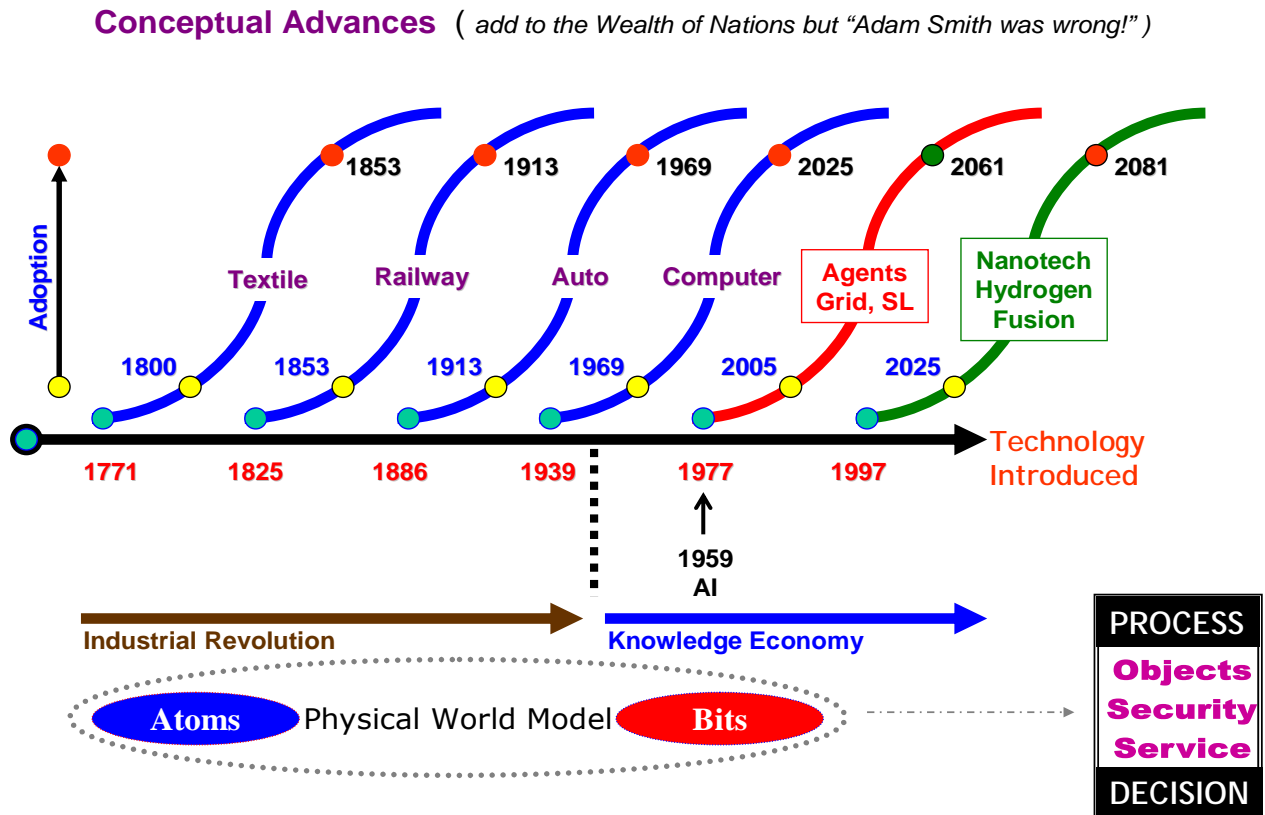 Conceptual Advances ( add to the Wealth of Nations but “Adam Smith was wrong!” )
1853 1913 1969 2025 2061 2081
Adoption
Textile Railway Auto Computer
Agents
Grid, SL
Nanotech
Hydrogen
Fusion
1800 1853 1913 1969 2005 2025
1771 1825 1886 1939 1977 1997
Technology
Introduced
1959
AI
Industrial Revolution
Knowledge Economy
Atoms Physical World Model Bits
PROCESS
Objects
Security
Service
DECISION